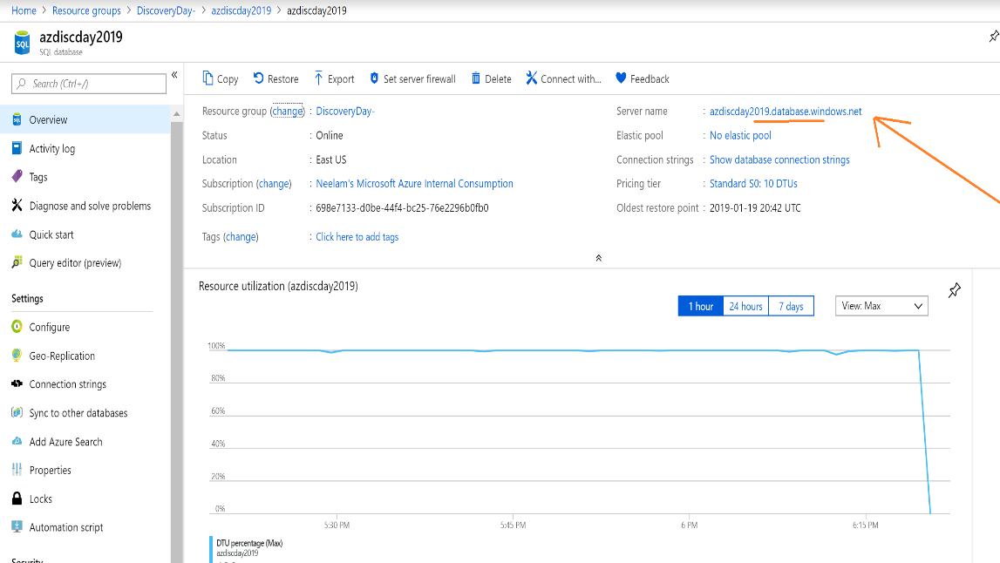 Home > Resource groups > DiscoveryDay- > azdiscday2019 > azdiscday2019
azdiscday2019
SQL database
SQL
Search (Ctrl+/)
Overview
Activity log
Tags
Diagnose and solve problems
Quick start
Query editor (preview)
Settings
Configure
Geo-Replication
Connection strings
Sync to other databases
Add Azure Search
Properties
Locks
Automation script
Security
Copy Restore Export Set server firewall Delete Connect with... Feedback
Resource group (change) : DiscoveryDay-
Status : Online
Location : East US
Subscription (change) : Neelam's Microsoft Azure Internal Consumption
Subscription ID : 698e7133-d0be-44f4-bc25-76e2296b0fb0
Tags (change) : Click here to add tags
Server name : azdiscday2019.database.windows.net
Elastic pool : No elastic pool
Connection strings : Show database connection strings
Pricing tier : Standard S0: 10 DTUs
Oldest restore point : 2019-01-19 20:42 UTC
Resource utilization (azdiscday2019)
1 hour 24 hours 7 days View: Max
100%
80%
60%
40%
20%
0%
5:30 PM 5:45 PM 6 PM 6:15 PM
DTU percentage (Max)
azdiscday2019